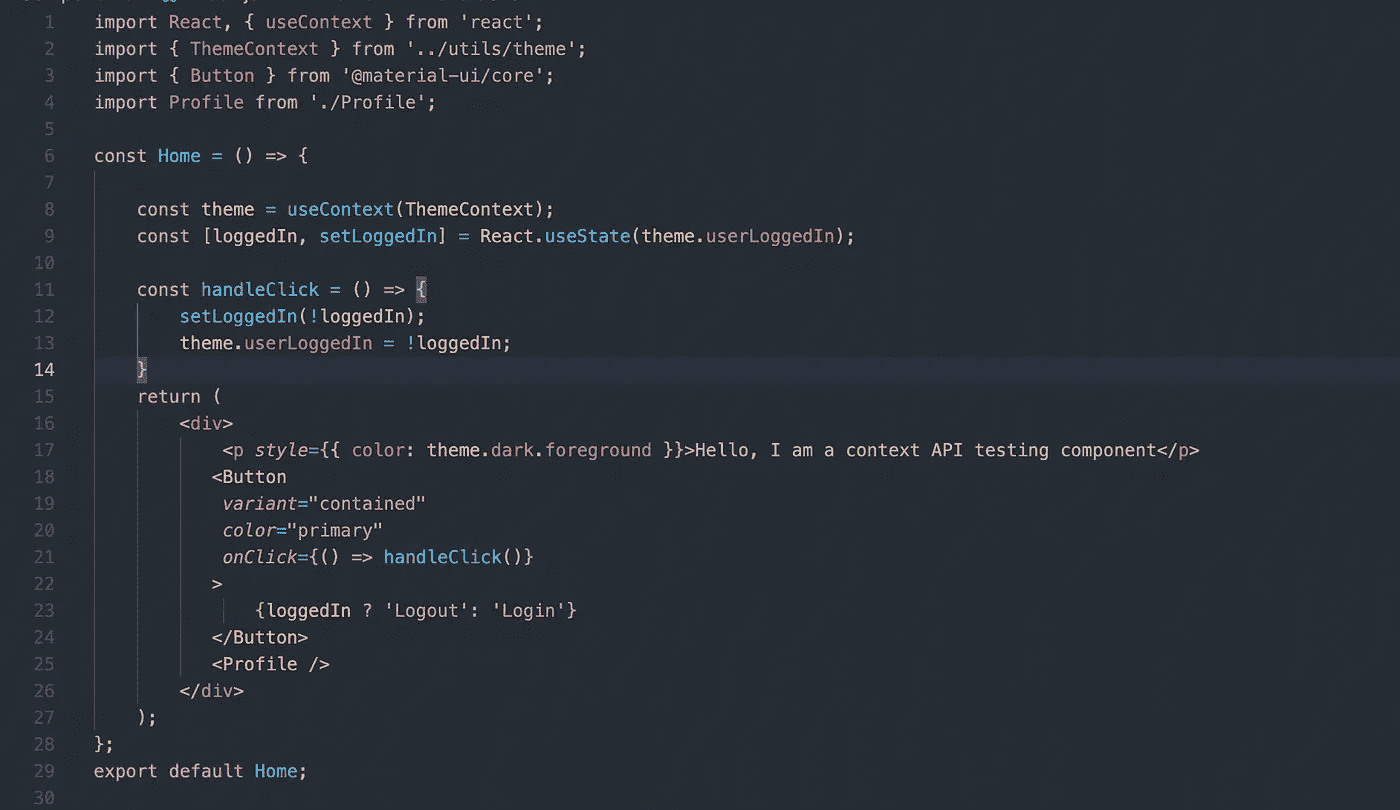 1 import React, { useContext } from 'react';
2 import { ThemeContext } from '../utils/theme';
3 import { Button } from '@material-ui/core';
4 import Profile from './Profile';
5
6 const Home = () => {
7
8 const theme = useContext(ThemeContext);
9 const [loggedIn, setLoggedIn] = React.useState(theme.userLoggedIn);
10
11 const handleClick = () => {
12 setLoggedIn(!loggedIn);
13 theme.userLoggedIn = !loggedIn;
14 }
15 return (
16 <div>
17 <p style={{ color: theme.dark.foreground }}>Hello, I am a context API testing component</p>
18 <Button
19 variant="contained"
20 color="primary"
21 onClick={() => handleClick()}
22 >
23 {loggedIn ? 'Logout': 'Login'}
24 </Button>
25 <Profile />
26 </div>
27 );
28 };
29 export default Home;
30